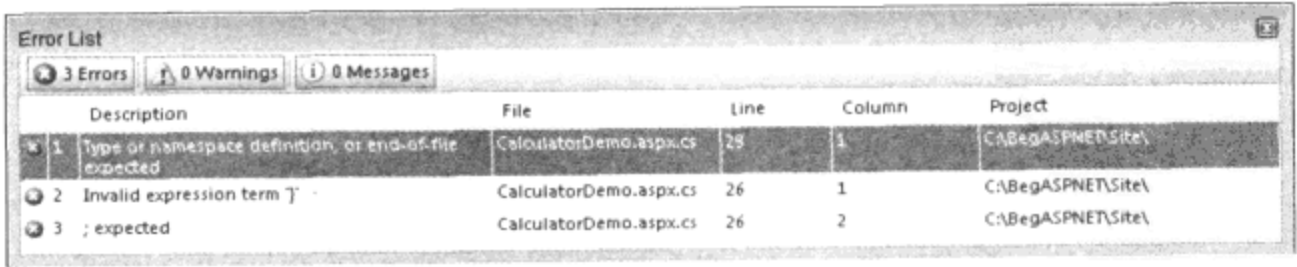 Error List
3 Errors 0 Warnings i 0 Messages
Description File Line Column Project
1 Type or namespace definition, or end-of-file expected CalculatorDemo.aspx.cs 29 1 C:\BegASPNET\Site\
2 Invalid expression term '}' CalculatorDemo.aspx.cs 26 1 C:\BegASPNET\Site\
3 ; expected CalculatorDemo.aspx.cs 26 2 C:\BegASPNET\Site\